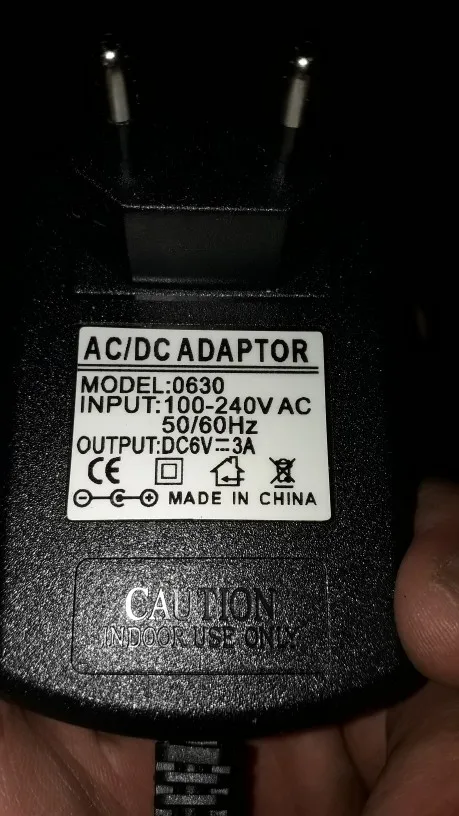 AC/DC ADAPTOR
MODEL:0630
INPUT:100-240V AC
50/60Hz
OUTPUT:DC6V⎓3A
CE
MADE IN CHINA
CAUTION
INDOOR USE ONLY